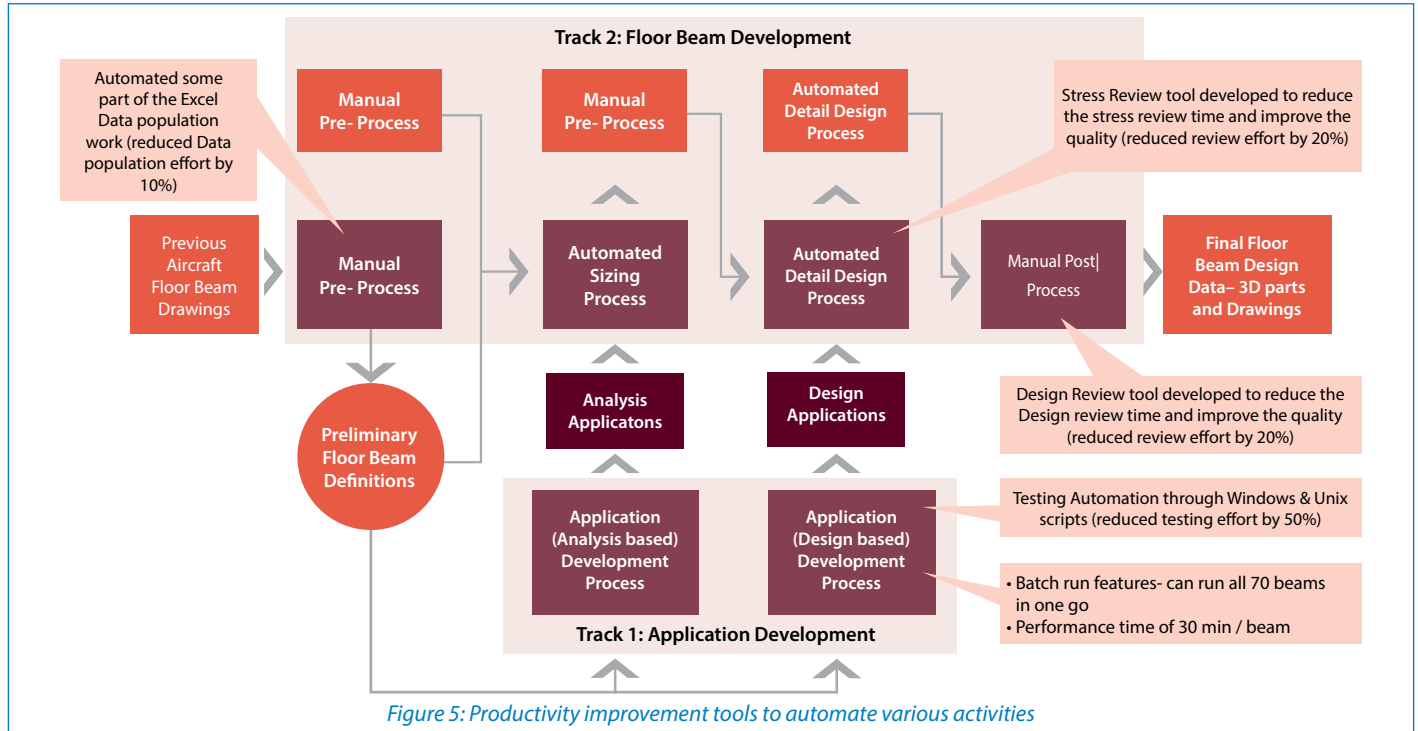 Track 2: Floor Beam Development
Automated some
part of the Excel
Data population
work (reduced Data
population effort by
10%)
Manual
Pre- Process
Manual
Pre- Process
Automated
Detail Design
Process
Stress Review tool developed to reduce
the stress review time and improve the
quality (reduced review effort by 20%)
Previous
Aircraft
Floor Beam
Drawings
Manual
Pre- Process
Automated
Sizing
Process
Automated
Detail Design
Process
Manual Post|
Process
Final Floor
Beam Design
Data– 3D parts
and Drawings
Preliminary
Floor Beam
Definitions
Analysis
Applicatons
Design
Applications
Design Review tool developed to reduce the
Design review time and improve the quality
(reduced review effort by 20%)
Application
(Analysis based)
Development
Process
Application
(Design based)
Development
Process
Testing Automation through Windows & Unix
scripts (reduced testing effort by 50%)
• Batch run features- can run all 70 beams
in one go
• Performance time of 30 min / beam
Track 1: Application Development
Figure 5: Productivity improvement tools to automate various activities